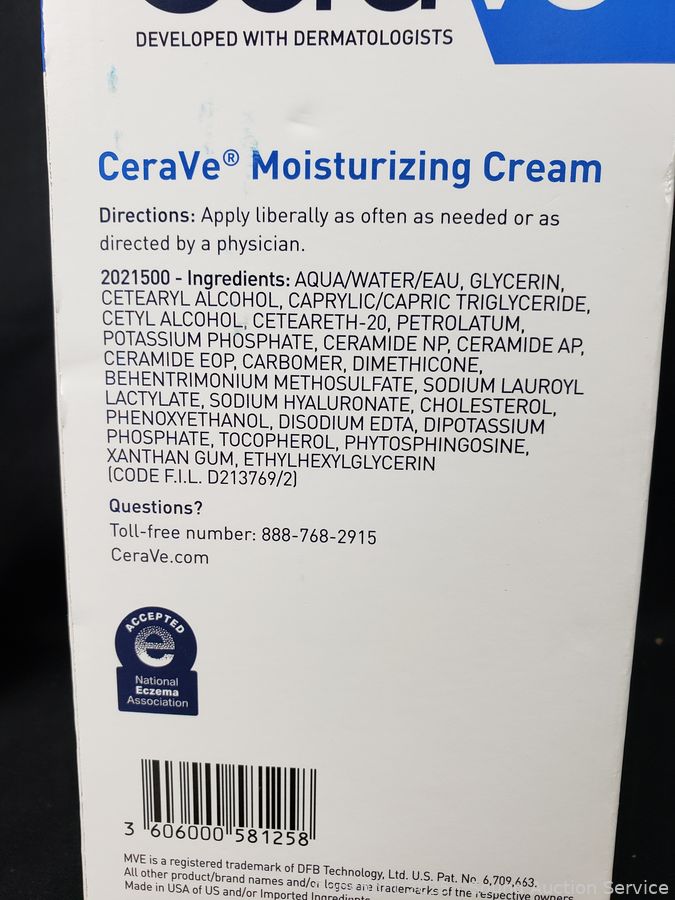 CeraVe
DEVELOPED WITH DERMATOLOGISTS
CeraVe® Moisturizing Cream
Directions: Apply liberally as often as needed or as
directed by a physician.
2021500 - Ingredients: AQUA/WATER/EAU, GLYCERIN,
CETEARYL ALCOHOL, CAPRYLIC/CAPRIC TRIGLYCERIDE,
CETYL ALCOHOL, CETEARETH-20, PETROLATUM,
POTASSIUM PHOSPHATE, CERAMIDE NP, CERAMIDE AP,
CERAMIDE EOP, CARBOMER, DIMETHICONE,
BEHENTRIMONIUM METHOSULFATE, SODIUM LAUROYL
LACTYLATE, SODIUM HYALURONATE, CHOLESTEROL,
PHENOXYETHANOL, DISODIUM EDTA, DIPOTASSIUM
PHOSPHATE, TOCOPHEROL, PHYTOSPHINGOSINE,
XANTHAN GUM, ETHYLHEXYLGLYCERIN
(CODE F.I.L. D213769/2)
Questions?
Toll-free number: 888-768-2915
CeraVe.com
ACCEPTED
e
National
Eczema
Association
3 606000 581258
MVE is a registered trademark of DFB Technology, Ltd. U.S. Pat. No. 6,709,663.
All other product/brand names and/or logos are trademarks of the respective owners.
Made in USA of US and/or Imported Ingredients
Auction Service